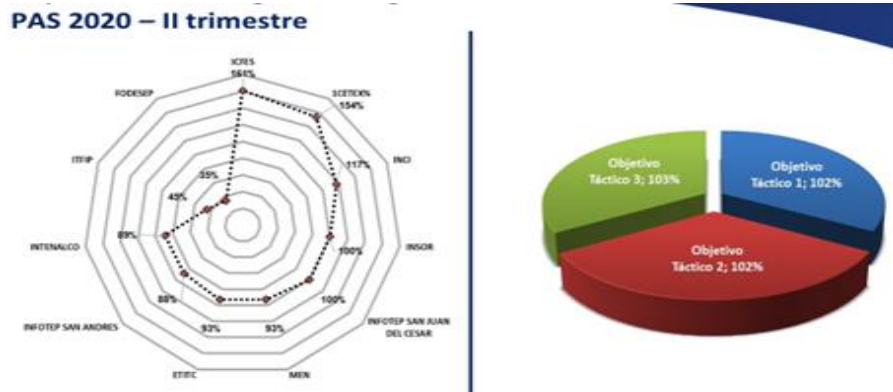 PAS 2020 – II trimestre
ICFES
161%
FODESEP
ICETEX%
154%
ITFIP
INCI
117%
35%
45%
INTENALCO
89%
INSOR
100%
88%
100%
INFOTEP SAN ANDRES
INFOTEP SAN JUAN
DEL CESAR
93%
93%
ETITC
MEN
Objetivo
Táctico 3; 103%
Objetivo
Táctico 1; 102%
Objetivo
Táctico 2; 102%